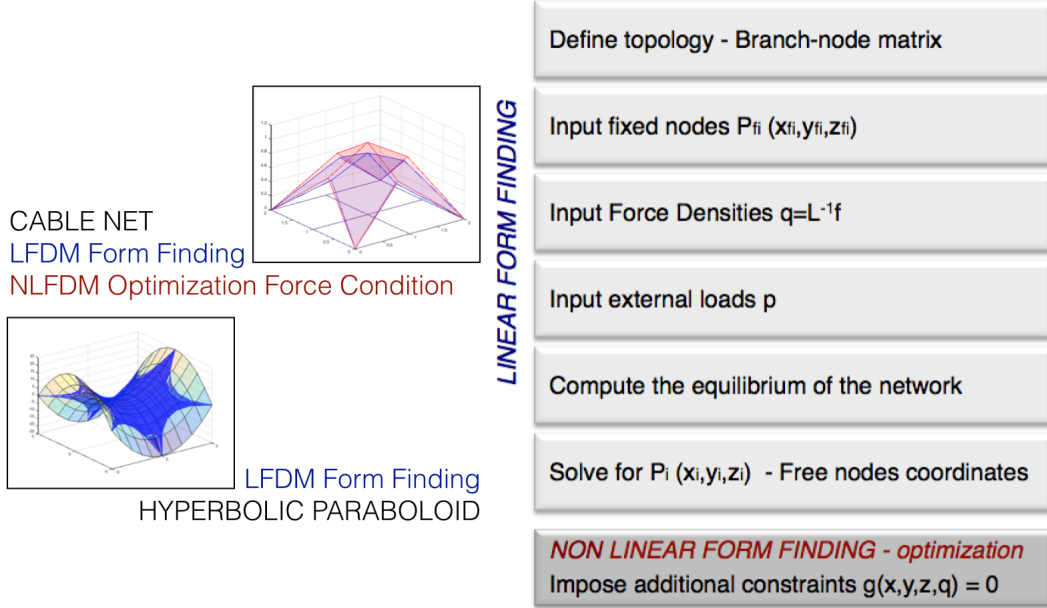 CABLE NET
LFDM Form Finding
NLFDM Optimization Force Condition
LFDM Form Finding
HYPERBOLIC PARABOLOID
LINEAR FORM FINDING
Define topology - Branch-node matrix
Input fixed nodes Pfi (xfi,yfi,zfi)
Input Force Densities q=L-1f
Input external loads p
Compute the equilibrium of the network
Solve for Pi (xi,yi,zi) - Free nodes coordinates
NON LINEAR FORM FINDING - optimization
Impose additional constraints g(x,y,z,q) = 0